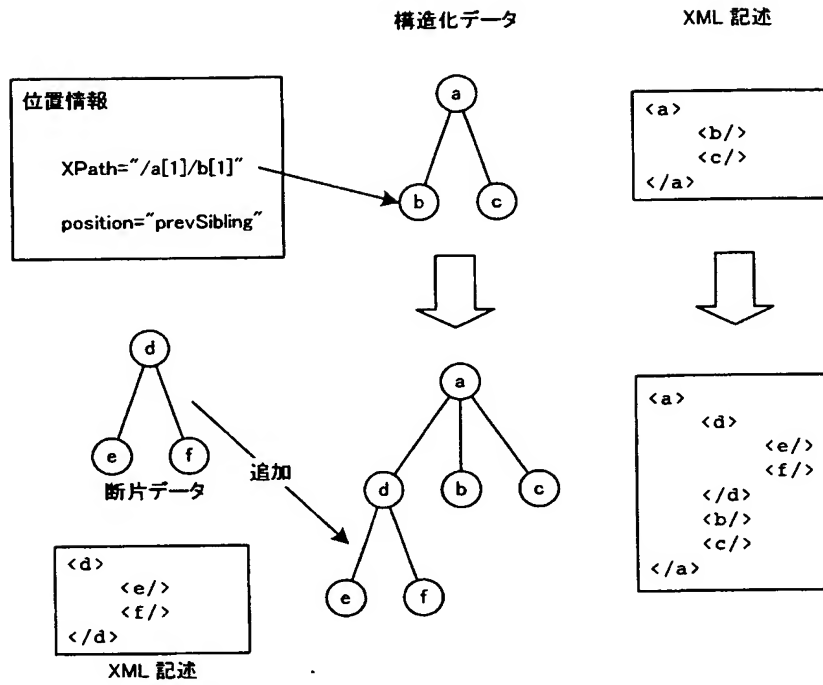 構造化データ
XML 記述
位置情報
XPath="/a[1]/b[1]"
position="prevSibling"
a
b
c
<a>
<b/>
<c/>
</a>
d
e
f
断片データ
追加
a
d
b
c
e
f
<a>
<d>
<e/>
<f/>
</d>
<b/>
<c/>
</a>
<d>
<e/>
<f/>
</d>
XML 記述